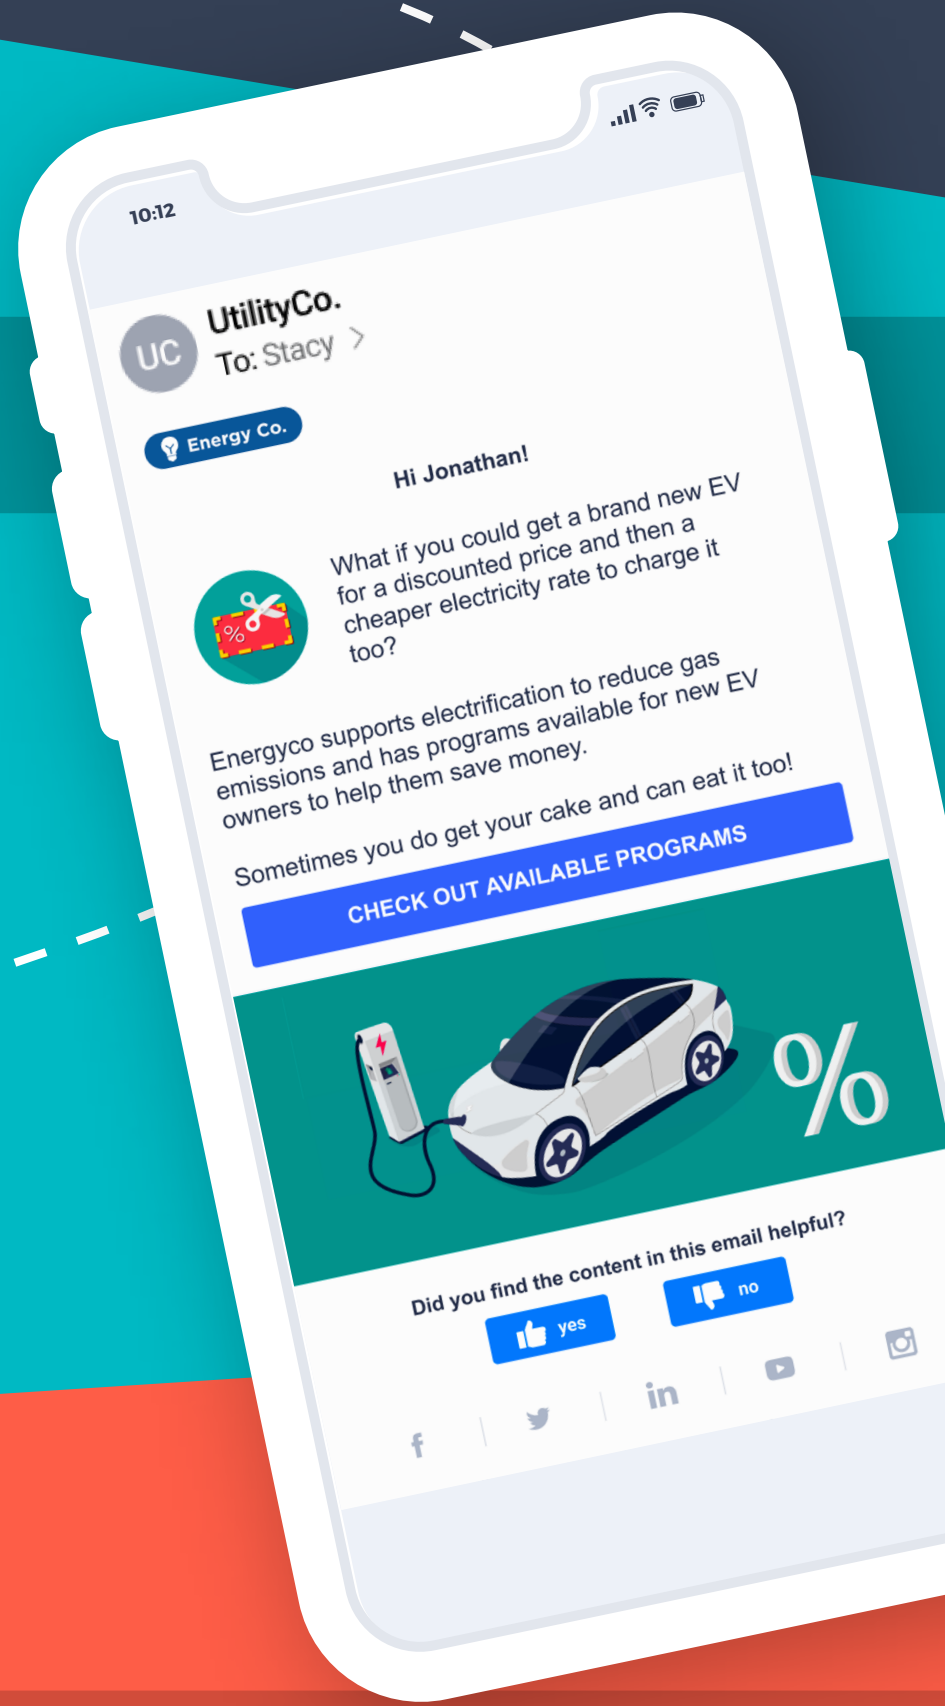 10:12
UC
UtilityCo.
To: Stacy
Energy Co.
Hi Jonathan!
What if you could get a brand new EV
for a discounted price and then a
cheaper electricity rate to charge it
too?
%
Energyco supports electrification to reduce gas
emissions and has programs available for new EV
owners to help them save money.
Sometimes you do get your cake and can eat it too!
CHECK OUT AVAILABLE PROGRAMS
%
Did you find the content in this email helpful?
yes
no
f
in